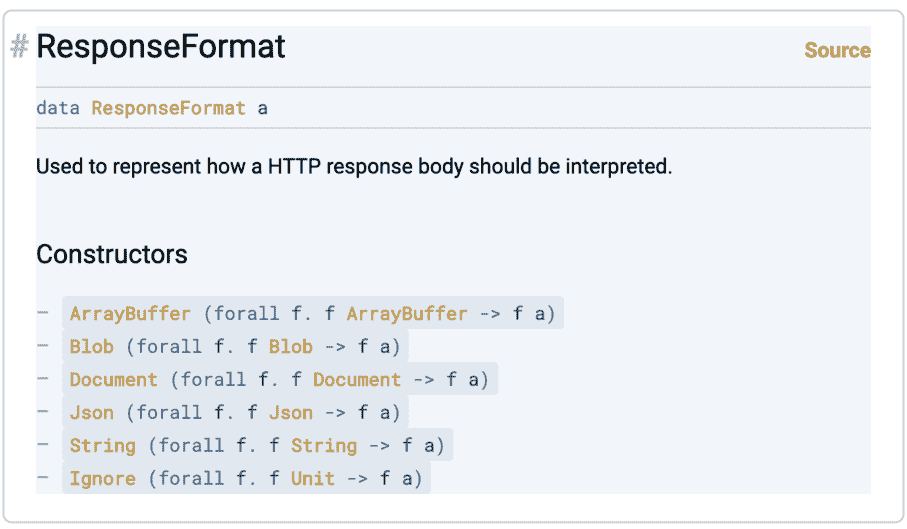 # ResponseFormat Source
data ResponseFormat a
Used to represent how a HTTP response body should be interpreted.
Constructors
– ArrayBuffer (forall f. f ArrayBuffer -> f a)
– Blob (forall f. f Blob -> f a)
– Document (forall f. f Document -> f a)
– Json (forall f. f Json -> f a)
– String (forall f. f String -> f a)
– Ignore (forall f. f Unit -> f a)